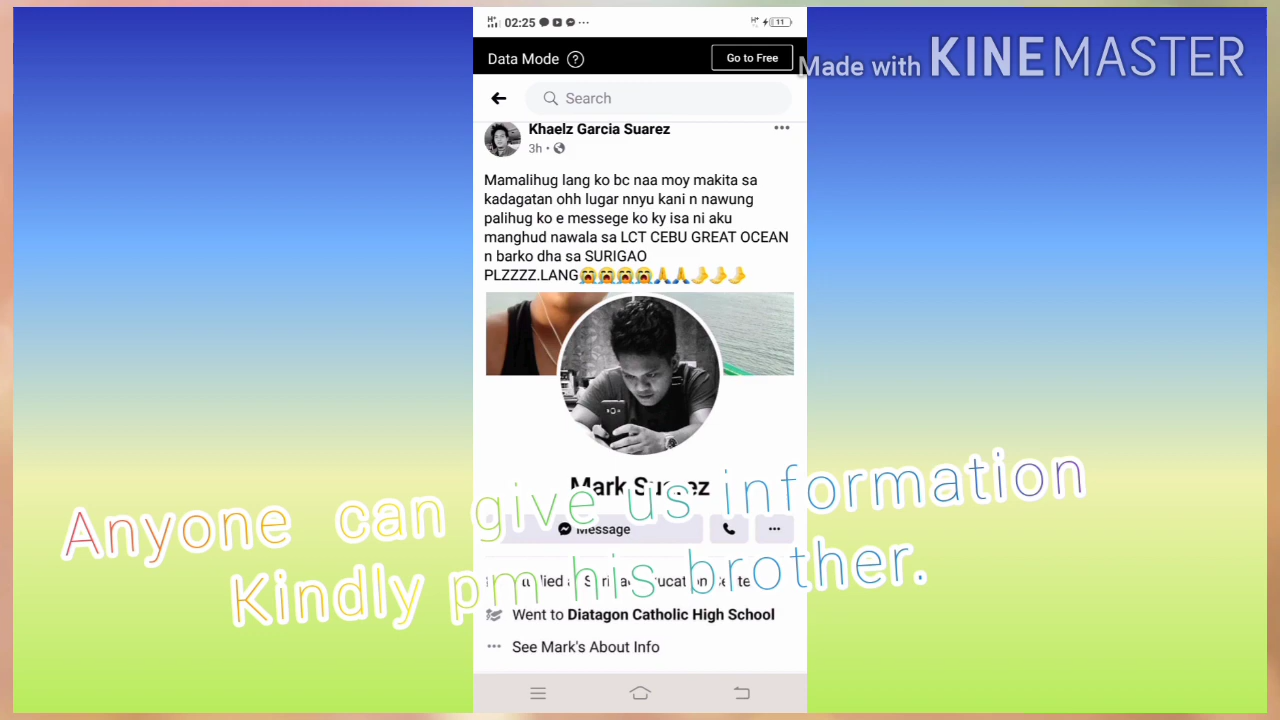 02:25
11
Data Mode ?
Go to Free
Made with KINEMASTER
Search
Khaelz Garcia Suarez
3h
Mamalihug lang ko bc naa moy makita sa
kadagatan ohh lugar nnyu kani n nawung
palihug ko e messege ko ky isa ni aku
manghud nawala sa LCT CEBU GREAT OCEAN
n barko dha sa SURIGAO
PLZZZZ.LANG😭😭😭😭🙏🙏🤌🤌🤌
Mark Suarez
Message
Anyone can give us information
Kindly pm his brother.
Went to Diatagon Catholic High School
See Mark's About Info